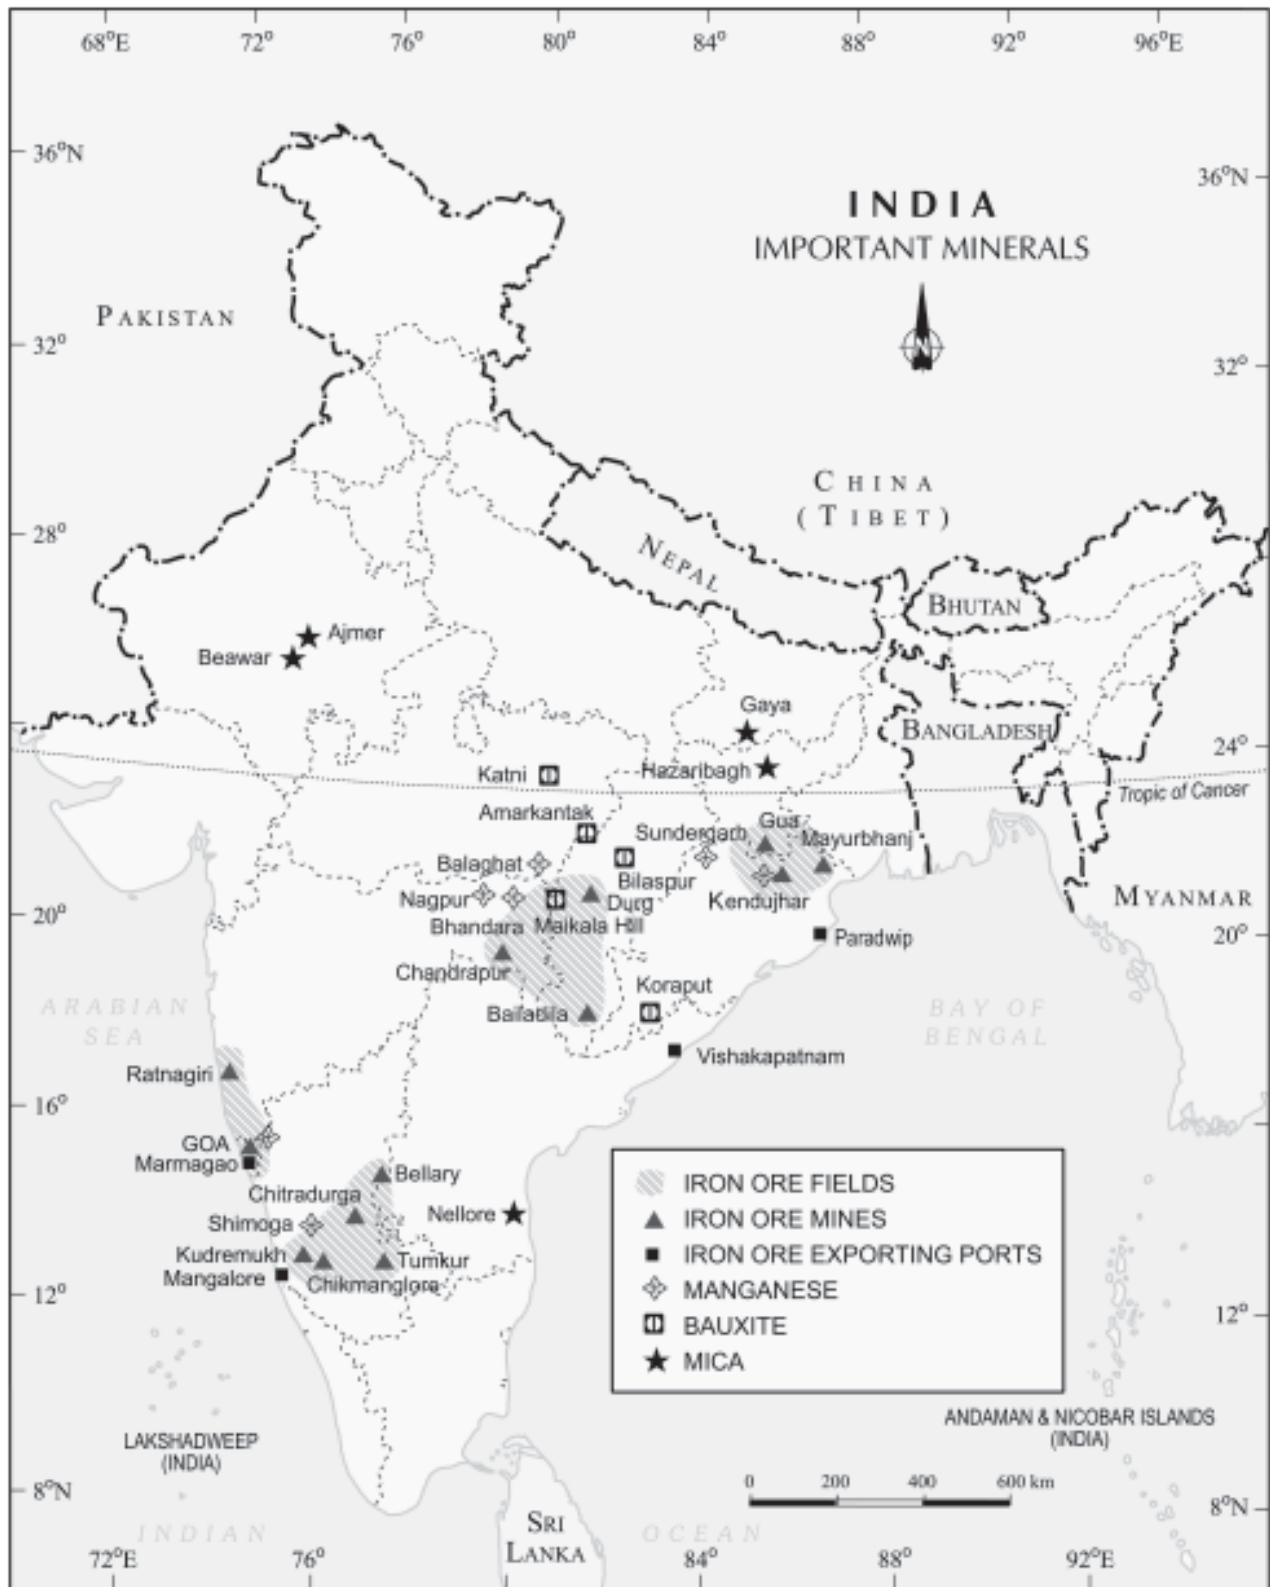 68°E 72° 76° 80° 84° 88° 92° 96°E
36°N
36°N
INDIA
IMPORTANT MINERALS
PAKISTAN
32°
32°
CHINA
(TIBET)
28°
28°
NEPAL
BHUTAN
Ajmer
Beawar
Gaya
BANGLADESH
24°
Katni
Hazaribagh
Tropic of Cancer
Amarkantak
Gua
Sundergarh
Mayurbhanj
Balaghat
Bilaspur
Nagpur
Durg
Kendujhar
MYANMAR
20°
Bhandara
Maikala Hill
Paradwip
20°
Chandrapur
Koraput
ARABIAN
SEA
BAY OF
BENGAL
Bailadila
Vishakapatnam
Ratnagiri
16°
GOA
Marmagao
Bellary
Chitradurga
Nellore
Shimoga
Kudremukh
Tumkur
Mangalore
Chikmanglore
12°
12°
IRON ORE FIELDS
IRON ORE MINES
IRON ORE EXPORTING PORTS
MANGANESE
BAUXITE
MICA
LAKSHADWEEP
(INDIA)
ANDAMAN & NICOBAR ISLANDS
(INDIA)
0 200 400 600 km
8°N
8°N
SRI
LANKA
INDIAN OCEAN
72°E 76° 84° 88° 92°E